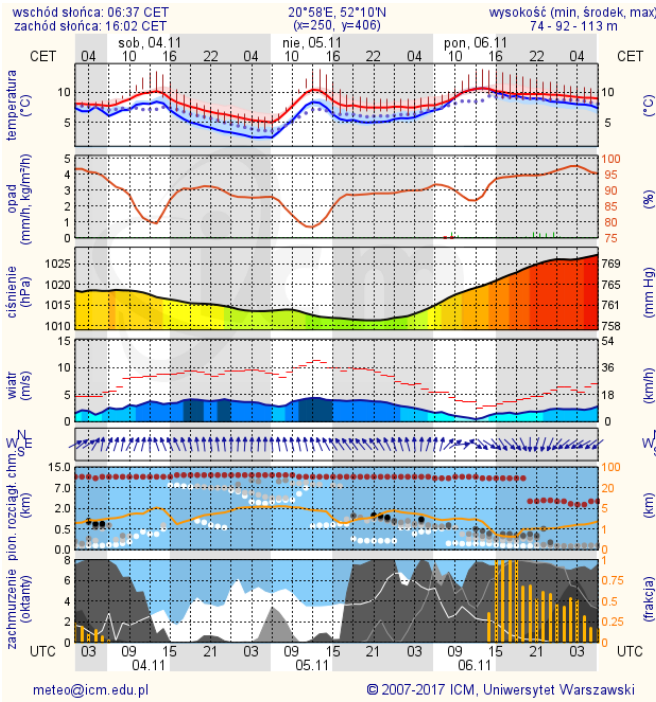 wschód słońca: 06:37 CET 20°58'E, 52°10'N wysokość (min, środek, max)
zachód słońca: 16:02 CET (x=250, y=406) 74 - 92 - 113 m
sob, 04.11 nie, 05.11 pon, 06.11
CET 04 10 16 22 04 10 16 22 04 10 16 22 04 CET
temperatura (°C)
10 10
5 5
(°C)
opad (mm/h, kg/m²/h)
5 100
4 95
3 90
2 85
1 80
0 75
(%)
ciśnienie (hPa)
1025 769
1020 765
1015 761
1010 758
(mm Hg)
wiatr (m/s)
15 54
10 36
5 18
0 0
(km/h)
N
W E
S
N
W E
S
pion. rozciągł. chm. (km)
15.0 100
7.0 20
2.0 5
0.5 1
0.0 0
(km)
zachmurzenie (oktanty)
8 1
6 0.75
4 0.5
2 0.25
0 0
(frakcja)
UTC 03 09 15 21 03 09 15 21 03 09 15 21 03 UTC
04.11 05.11 06.11
meteo@icm.edu.pl © 2007-2017 ICM, Uniwersytet Warszawski